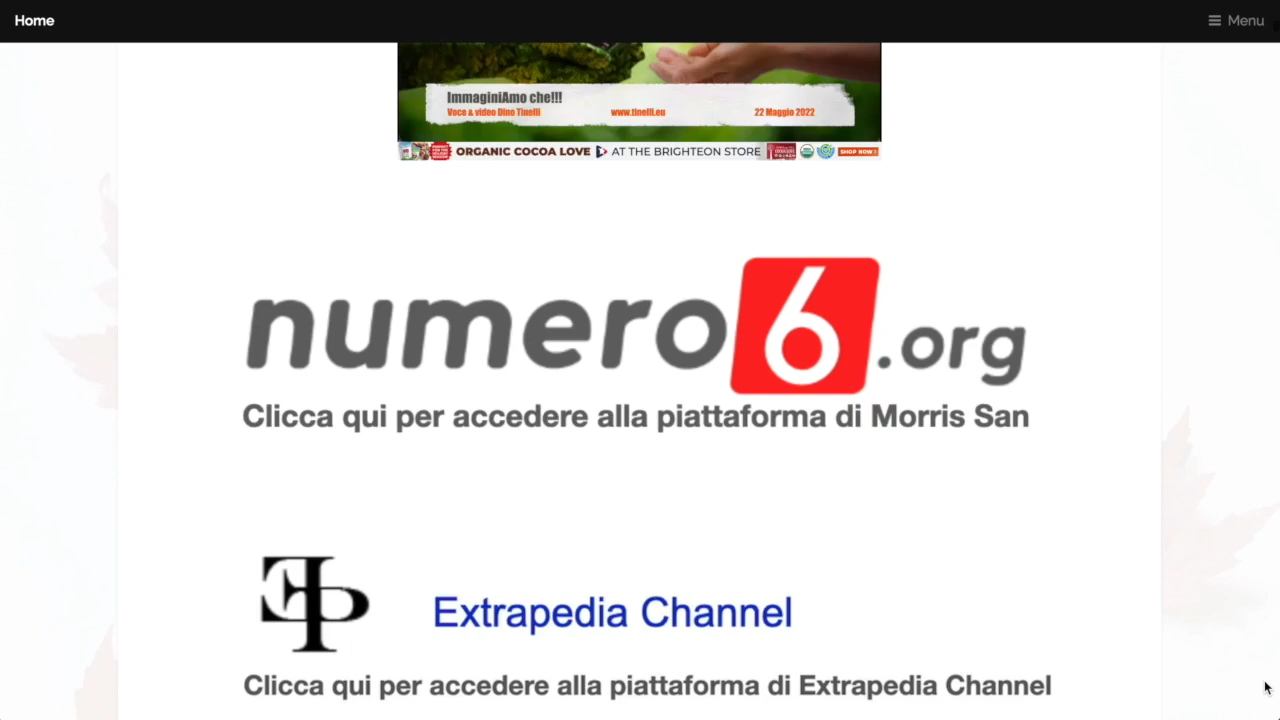 Home
Menu
ImmaginiAmo che!!!
Voce & video Dino Tinelli www.tinelli.eu 22 Maggio 2022
ORGANIC COCOA LOVE AT THE BRIGHTEON STORE SHOP NOW
numero6.org
Clicca qui per accedere alla piattaforma di Morris San
Extrapedia Channel
Clicca qui per accedere alla piattaforma di Extrapedia Channel